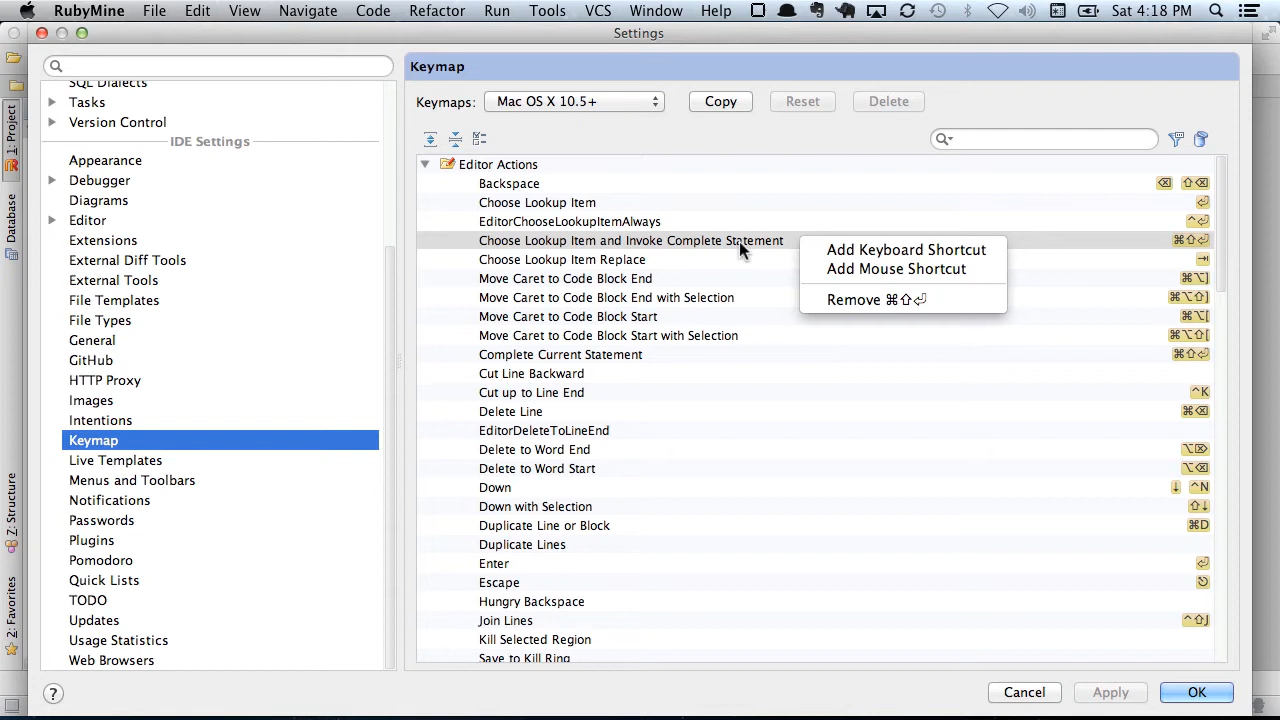 RubyMine File Edit View Navigate Code Refactor Run Tools VCS Window Help Sat 4:18 PM
Settings
1: Project
Database
Z: Structure
2: Favorites
SQL Dialects
Tasks
Version Control
IDE Settings
Appearance
Debugger
Diagrams
Editor
Extensions
External Diff Tools
External Tools
File Templates
File Types
General
GitHub
HTTP Proxy
Images
Intentions
Keymap
Live Templates
Menus and Toolbars
Notifications
Passwords
Plugins
Pomodoro
Quick Lists
TODO
Updates
Usage Statistics
Web Browsers
?
Keymap
Keymaps: Mac OS X 10.5+ Copy Reset Delete
Editor Actions
Backspace ⌫ ⇧⌫
Choose Lookup Item ⏎
EditorChooseLookupItemAlways ^⏎
Choose Lookup Item and Invoke Complete Statement ⌘⇧⏎
Choose Lookup Item Replace ⇥
Move Caret to Code Block End ⌘⌥]
Move Caret to Code Block End with Selection ⌘⌥⇧]
Move Caret to Code Block Start ⌘⌥[
Move Caret to Code Block Start with Selection ⌘⌥⇧[
Complete Current Statement ⌘⇧⏎
Cut Line Backward
Cut up to Line End ^K
Delete Line ⌘⌫
EditorDeleteToLineEnd
Delete to Word End ⌥⌦
Delete to Word Start ⌥⌫
Down ↓ ^N
Down with Selection ⇧↓
Duplicate Line or Block ⌘D
Duplicate Lines
Enter ⏎
Escape ⎋
Hungry Backspace
Join Lines ^⇧J
Kill Selected Region
Save to Kill Ring
Add Keyboard Shortcut
Add Mouse Shortcut
Remove ⌘⇧⏎
Cancel Apply OK